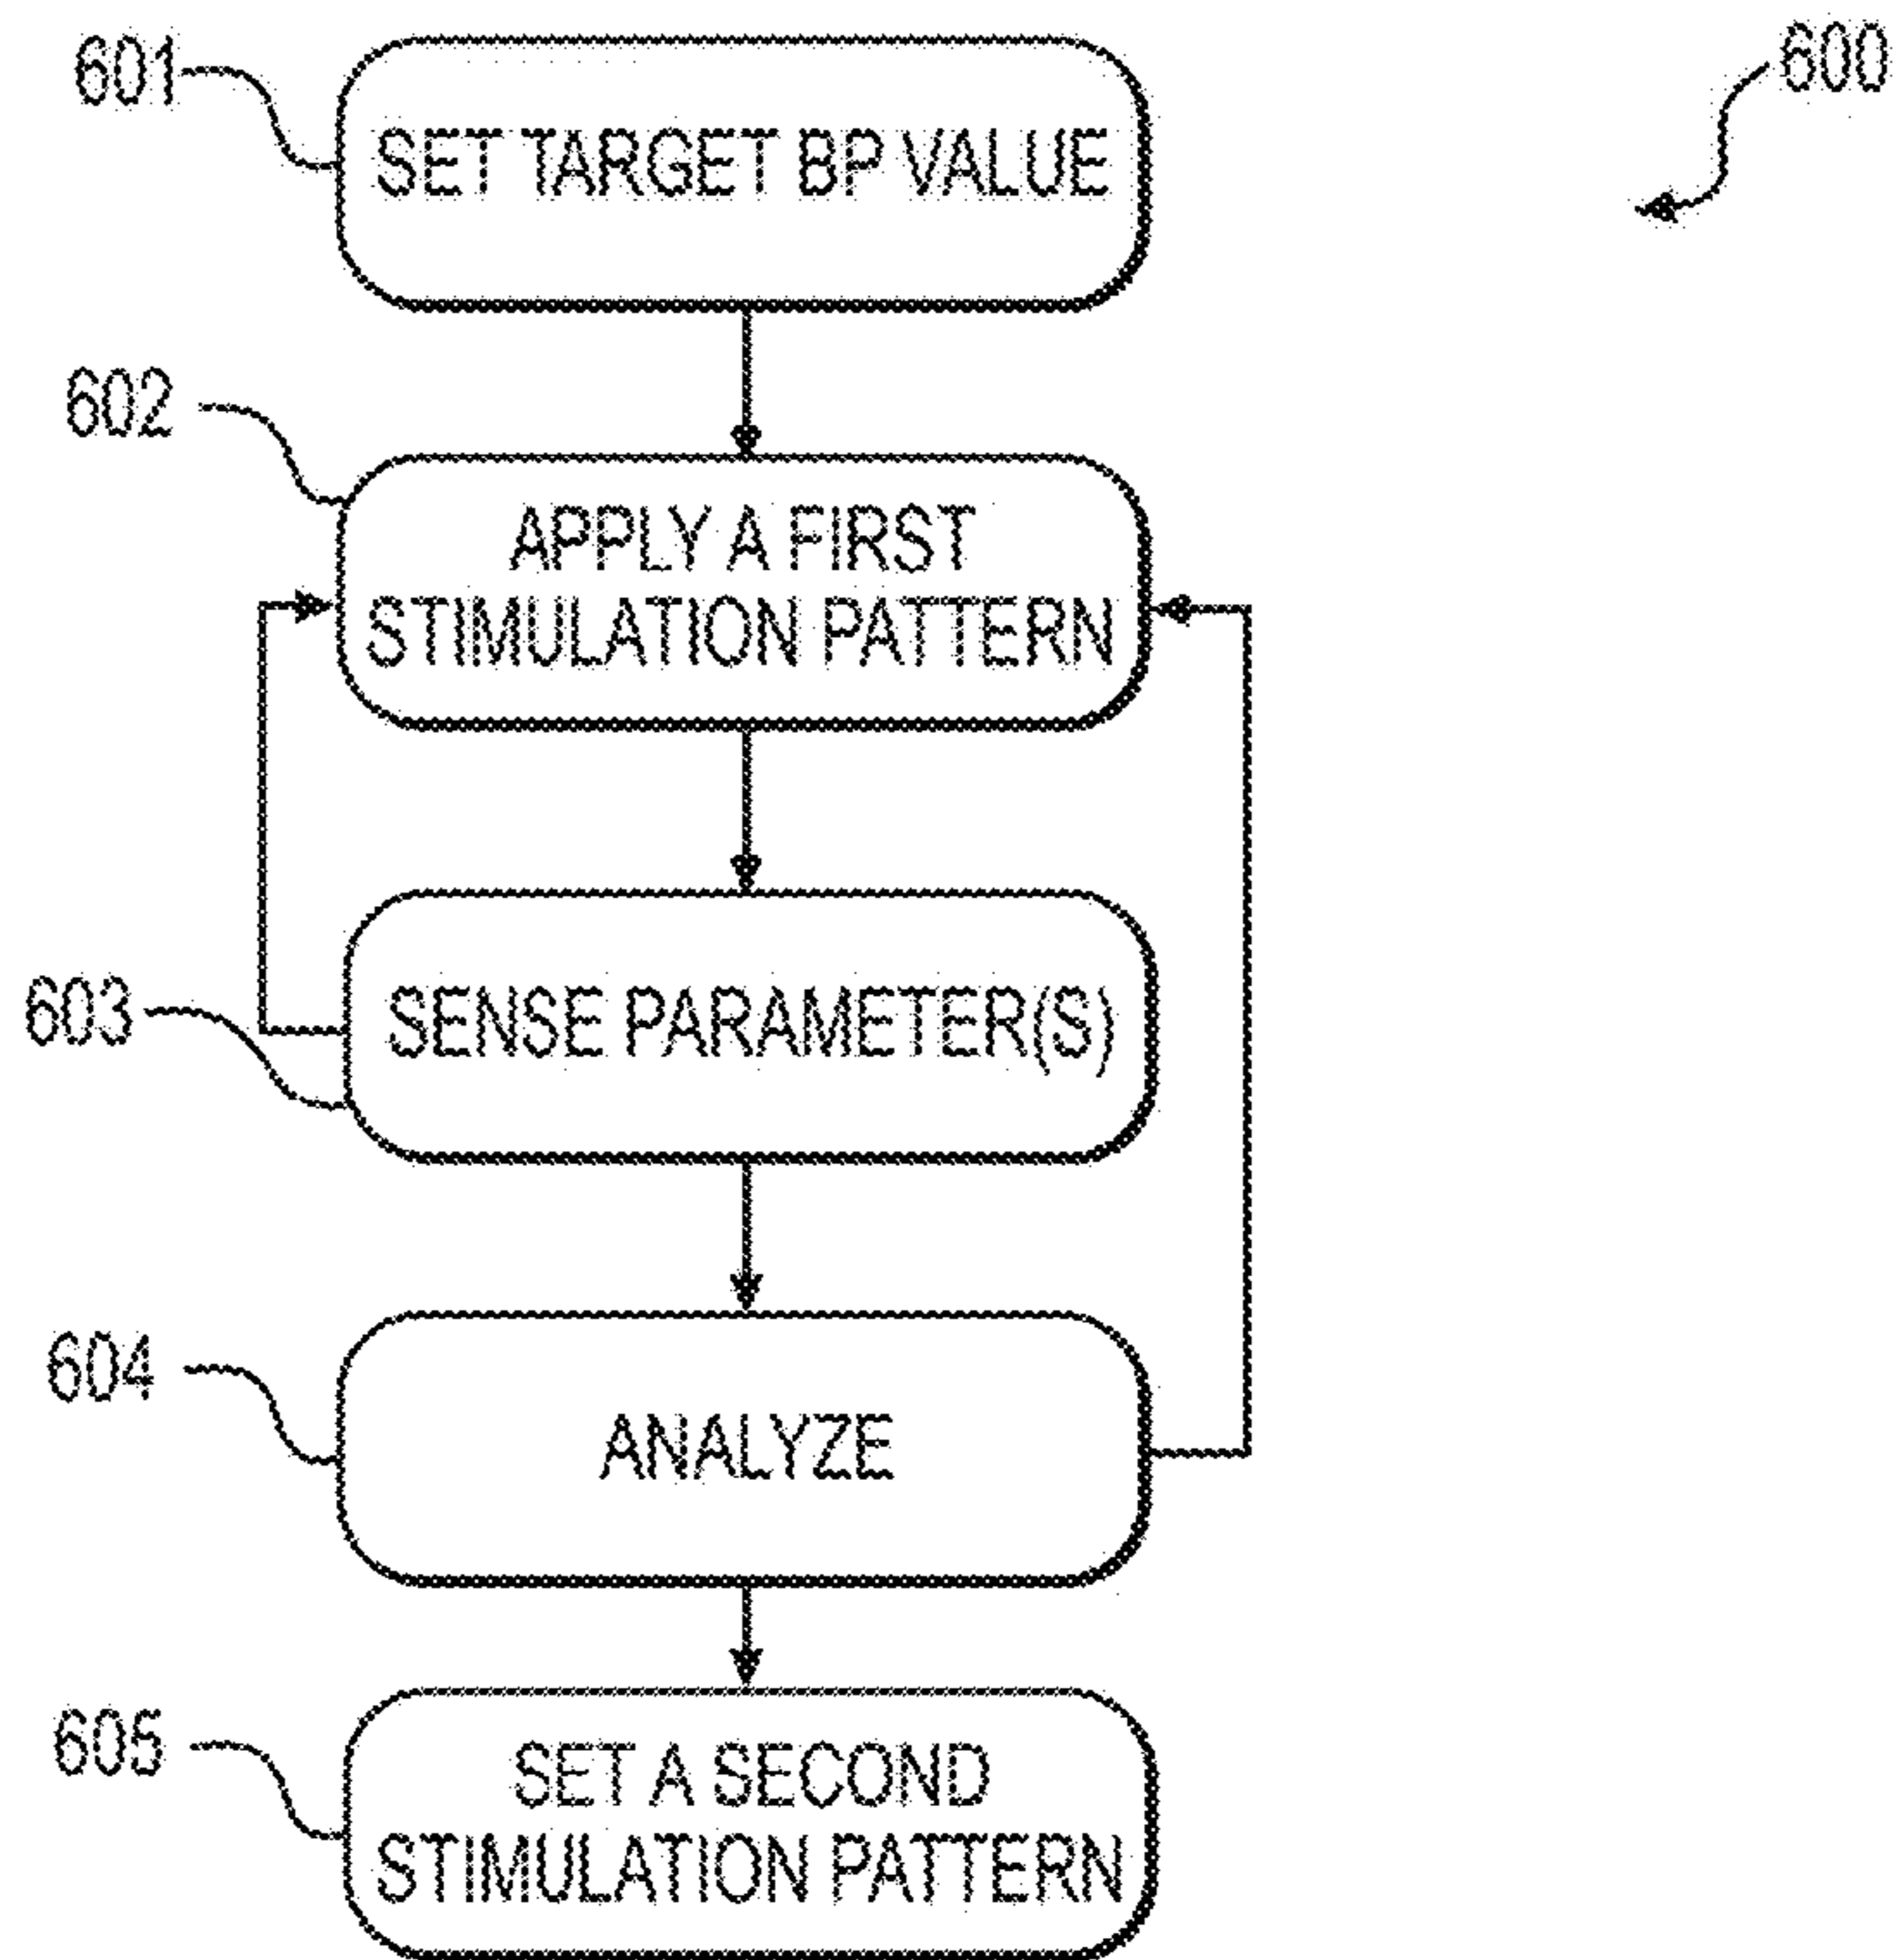 601
600
SET TARGET BP VALUE
602
APPLY A FIRST
STIMULATION PATTERN
603
SENSE PARAMETER(S)
604
ANALYZE
605
SET A SECOND
STIMULATION PATTERN